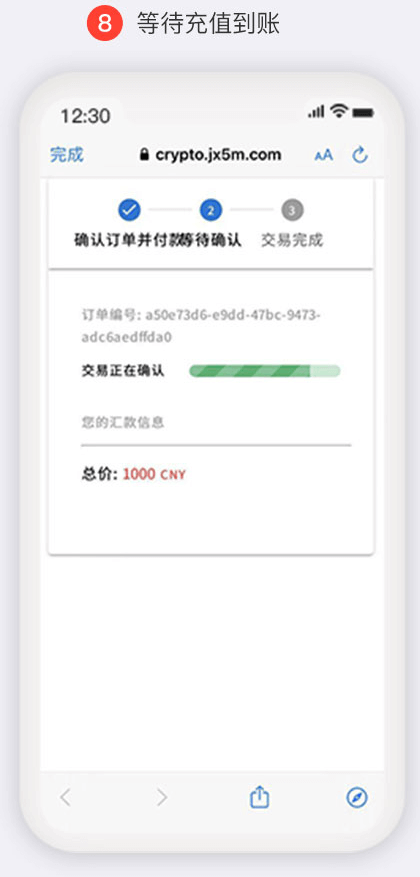 8 等待充值到账
12:30
完成 crypto.jx5m.com AA
2 3
确认订单并付款 等待确认 交易完成
订单编号: a50e73d6-e9dd-47bc-9473-
adc6aedffda0
交易正在确认
您的汇款信息
总价: 1000 CNY